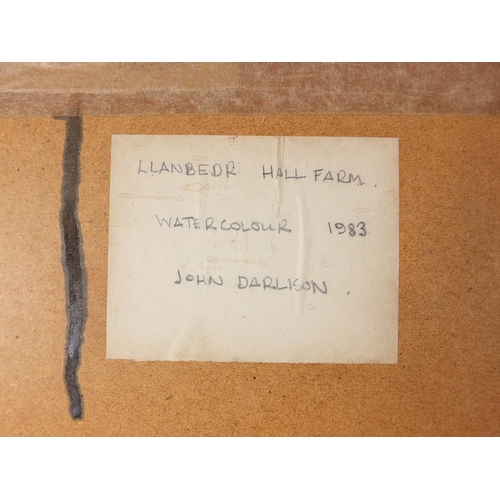 LLANBEDR HALL FARM.
WATERCOLOUR 1983
JOHN DARLISON.